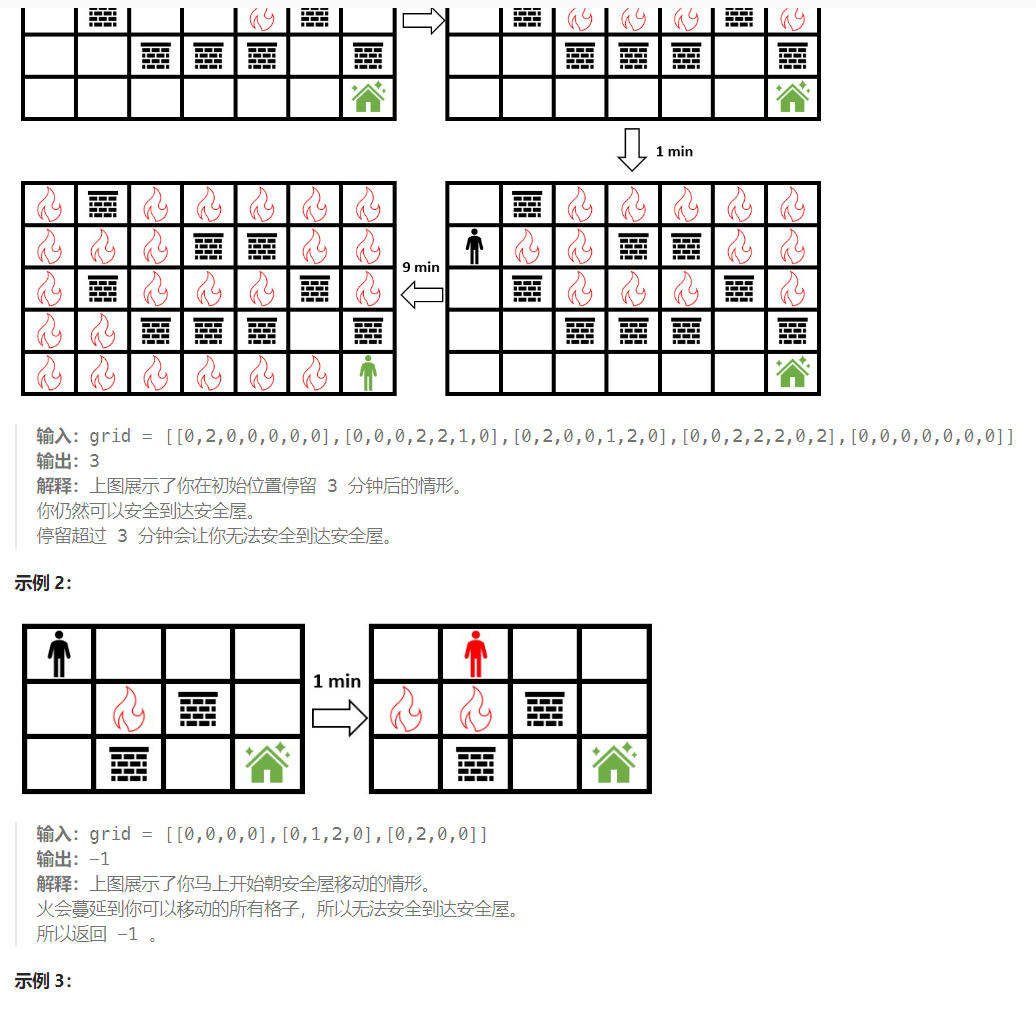 1 min
9 min
输入：grid = [[0,2,0,0,0,0,0],[0,0,0,2,2,1,0],[0,2,0,0,1,2,0],[0,0,2,2,2,0,2],[0,0,0,0,0,0,0]]
输出：3
解释：上图展示了你在初始位置停留 3 分钟后的情形。
你仍然可以安全到达安全屋。
停留超过 3 分钟会让你无法安全到达安全屋。
示例 2：
1 min
输入：grid = [[0,0,0,0],[0,1,2,0],[0,2,0,0]]
输出：-1
解释：上图展示了你马上开始朝安全屋移动的情形。
火会蔓延到你可以移动的所有格子，所以无法安全到达安全屋。
所以返回 -1 。
示例 3：